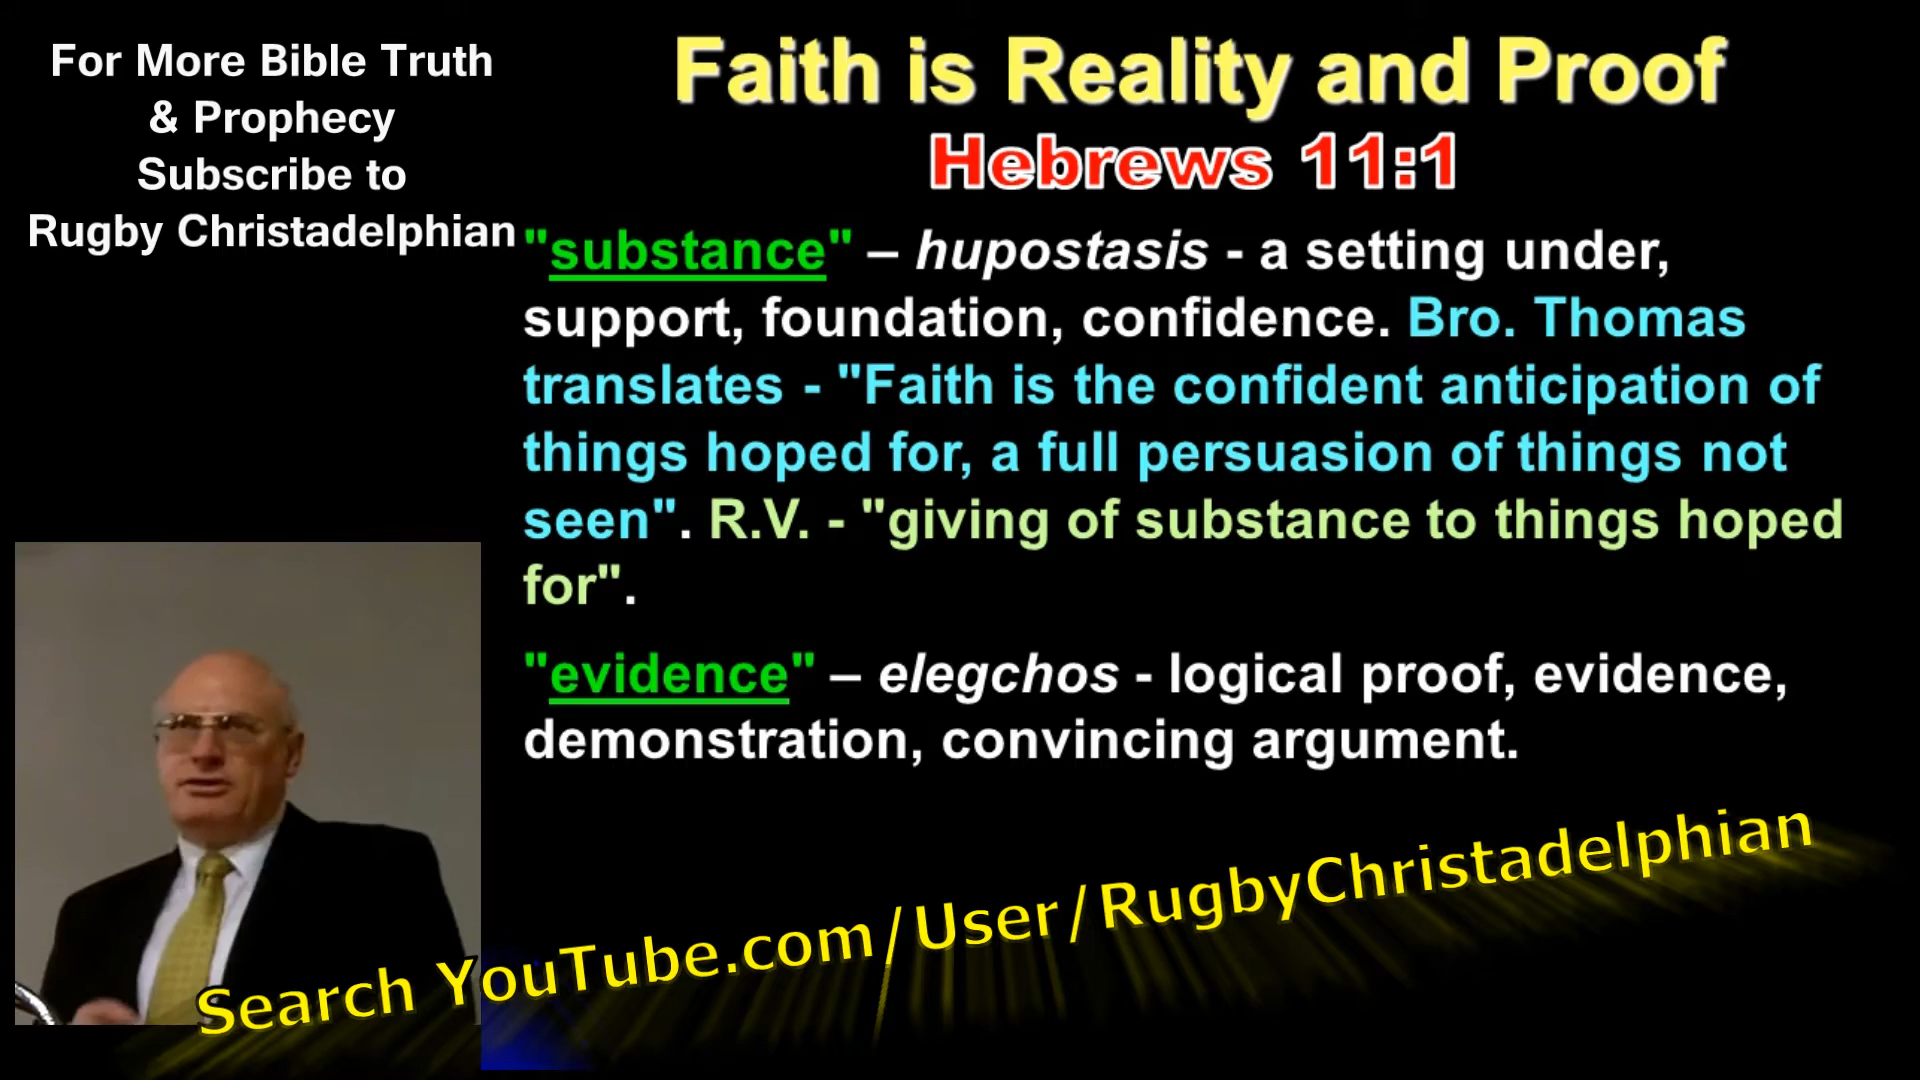 For More Bible Truth
& Prophecy
Subscribe to
Rugby Christadelphian
Faith is Reality and Proof
Hebrews 11:1
"substance" – hupostasis - a setting under,
support, foundation, confidence. Bro. Thomas
translates - "Faith is the confident anticipation of
things hoped for, a full persuasion of things not
seen". R.V. - "giving of substance to things hoped
for".
"evidence" – elegchos - logical proof, evidence,
demonstration, convincing argument.
Search YouTube.com/User/RugbyChristadelphian